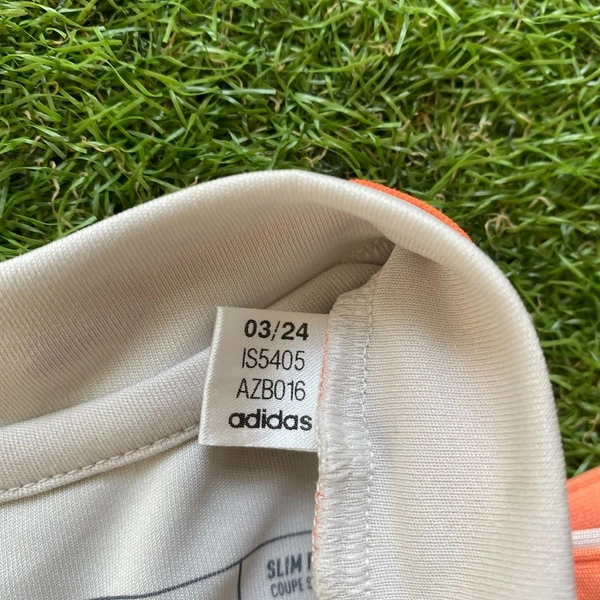 03/24
IS5405
AZB016
adidas
SLIM
COUPE